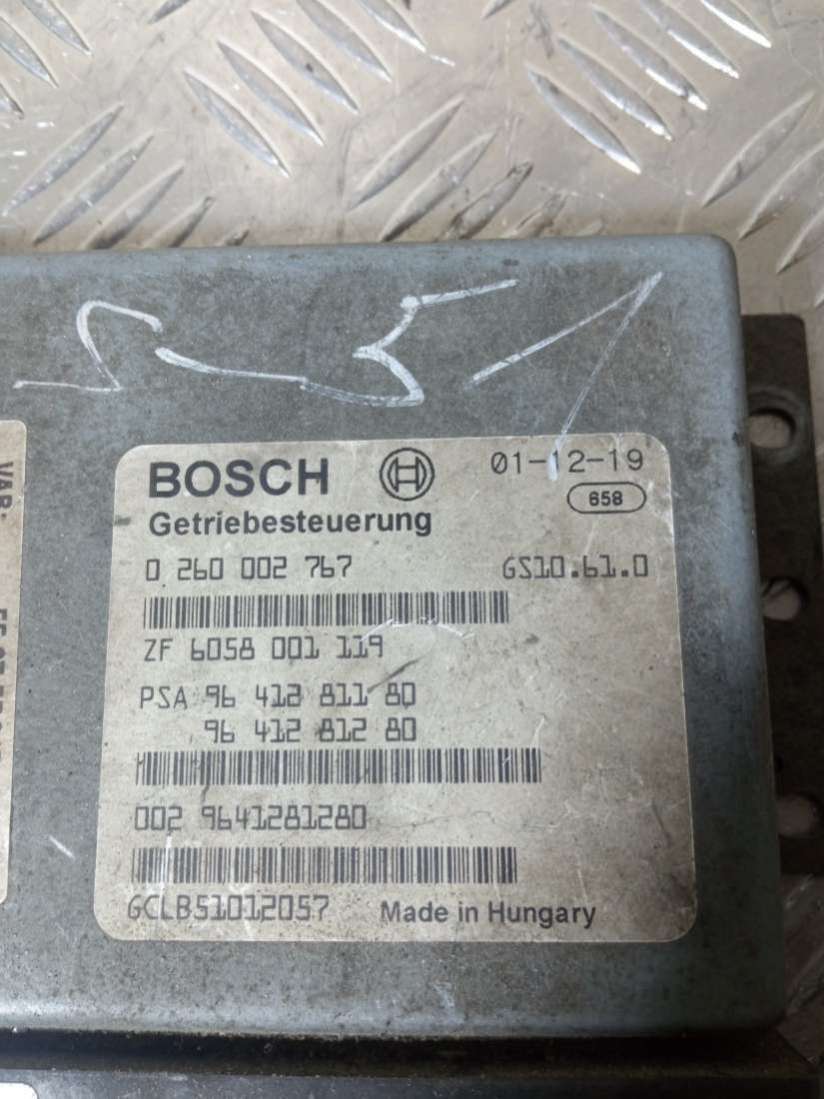 BOSCH
01-12-19
658
Getriebesteuerung
0 260 002 767
GS10.61.0
ZF 6058 001 119
PSA 96 412 811 80
96 412 812 80
002 9641281280
GCLB51012057
Made in Hungary
VAR: